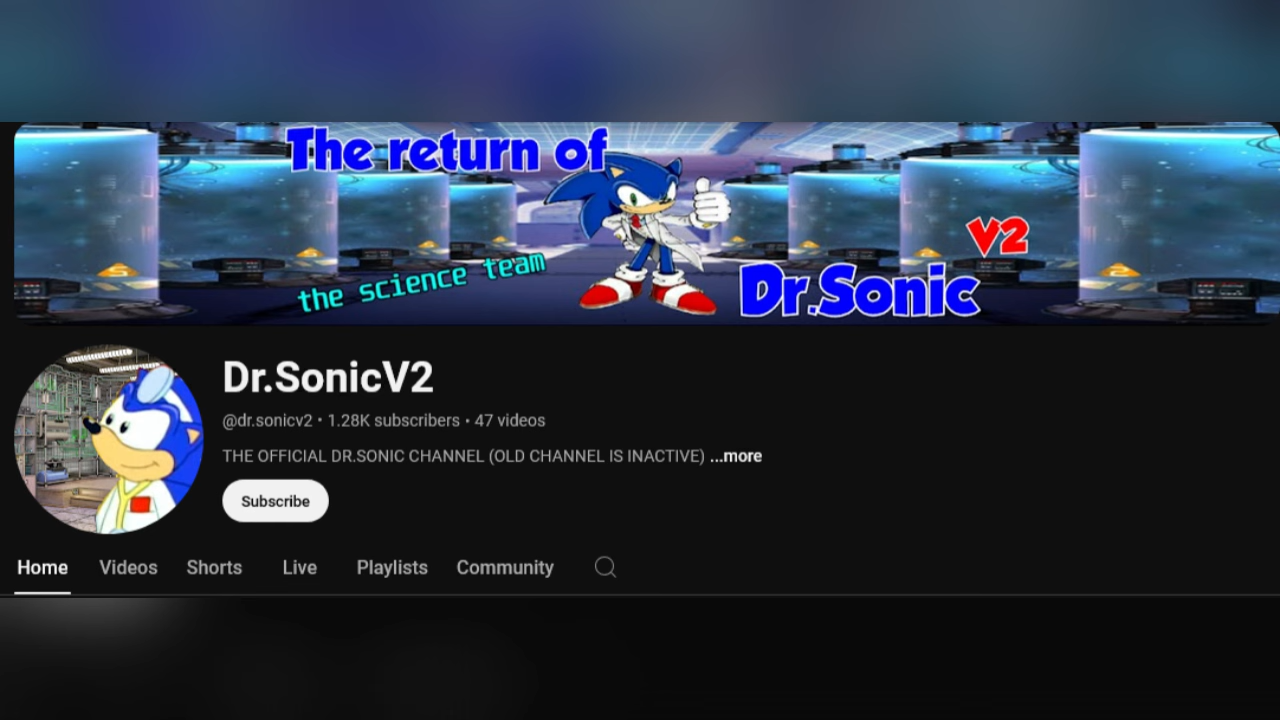 The return of
the science team
V2
Dr.Sonic
Dr.SonicV2
@dr.sonicv2 • 1.28K subscribers • 47 videos
THE OFFICIAL DR.SONIC CHANNEL (OLD CHANNEL IS INACTIVE) ...more
Subscribe
Home Videos Shorts Live Playlists Community